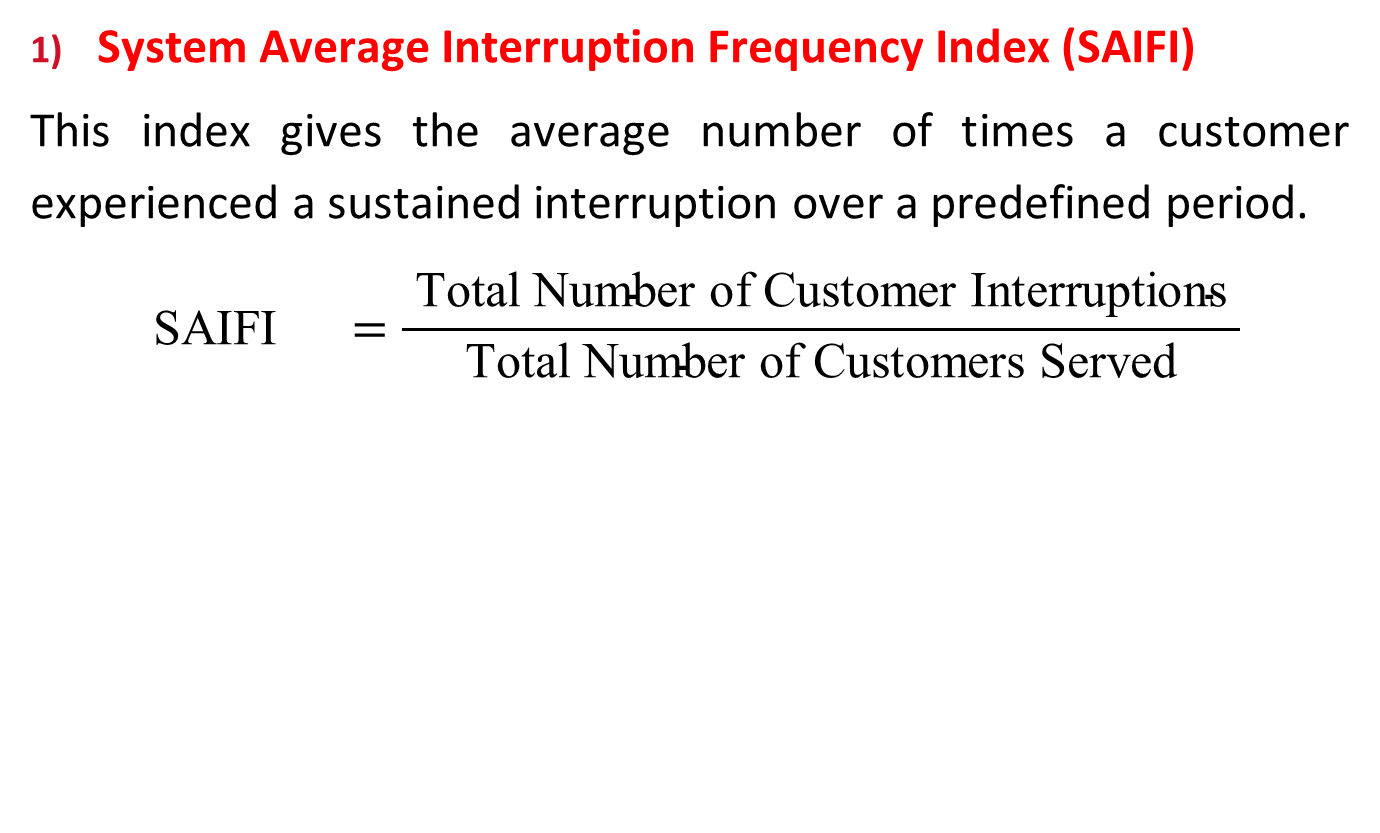 1) System Average Interruption Frequency Index (SAIFI)
This index gives the average number of times a customer
experienced a sustained interruption over a predefined period.
Total Number of Customer Interruptions
SAIFI =
Total Number of Customers Served